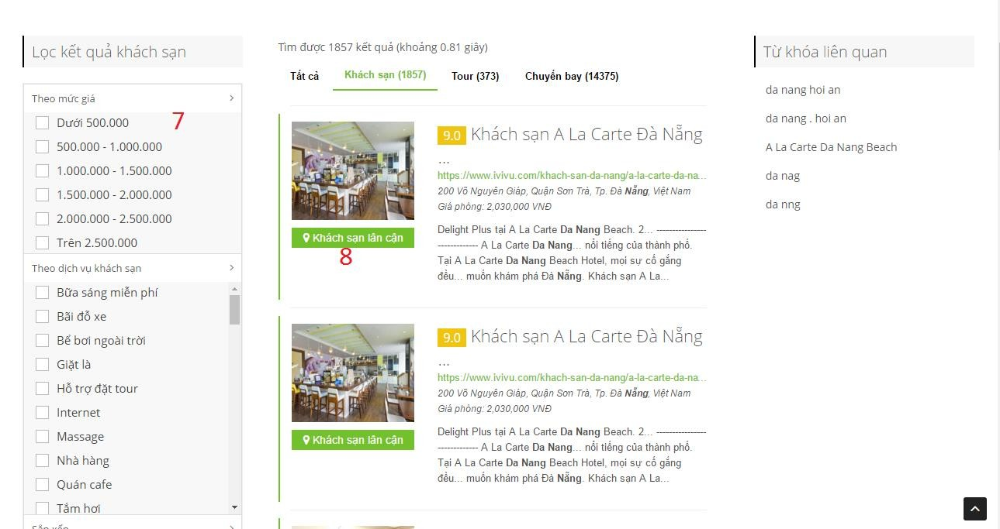 Lọc kết quả khách sạn
Theo mức giá
7
Dưới 500.000
500.000 - 1.000.000
1.000.000 - 1.500.000
1.500.000 - 2.000.000
2.000.000 - 2.500.000
Trên 2.500.000
Theo dịch vụ khách sạn
Bữa sáng miễn phí
Bãi đỗ xe
Bể bơi ngoài trời
Giặt là
Hỗ trợ đặt tour
Internet
Massage
Nhà hàng
Quán cafe
Tắm hơi
Sắp xếp
Tìm được 1857 kết quả (khoảng 0.81 giây)
Tất cả Khách sạn (1857) Tour (373) Chuyến bay (14375)
9.0 Khách sạn A La Carte Đà Nẵng
...
https://www.ivivu.com/khach-san-da-nang/a-la-carte-da-na...
200 Võ Nguyên Giáp, Quận Sơn Trà, Tp. Đà Nẵng, Việt Nam
Giá phòng: 2,030,000 VNĐ
Khách sạn lân cận
8
Delight Plus tại A La Carte Da Nang Beach. 2... ----------------
------------- A La Carte Da Nang... nổi tiếng của thành phố.
Tại A La Carte Da Nang Beach Hotel, mọi sự cố gắng
đều... muốn khám phá Đà Nẵng. Khách sạn A La...
9.0 Khách sạn A La Carte Đà Nẵng
...
https://www.ivivu.com/khach-san-da-nang/a-la-carte-da-na...
200 Võ Nguyên Giáp, Quận Sơn Trà, Tp. Đà Nẵng, Việt Nam
Giá phòng: 2,030,000 VNĐ
Khách sạn lân cận
Delight Plus tại A La Carte Da Nang Beach. 2... ----------------
------------- A La Carte Da Nang... nổi tiếng của thành phố.
Tại A La Carte Da Nang Beach Hotel, mọi sự cố gắng
đều... muốn khám phá Đà Nẵng. Khách sạn A La...
Từ khóa liên quan
da nang hoi an
da nang . hoi an
A La Carte Da Nang Beach
da nag
da nng